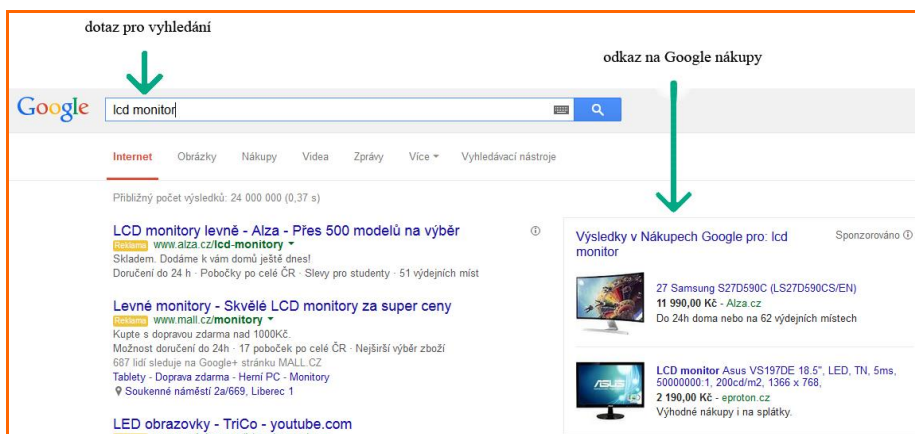 dotaz pro vyhledání
odkaz na Google nákupy
Google
lcd monitor
Internet Obrázky Nákupy Videa Zprávy Více Vyhledávací nástroje
Přibližný počet výsledků: 24 000 000 (0,37 s)
LCD monitory levně - Alza - Přes 500 modelů na výběr
Reklama www.alza.cz/lcd-monitory
Skladem. Dodáme k vám domů ještě dnes!
Doručení do 24 h · Pobočky po celé ČR · Slevy pro studenty · 51 výdejních míst
Levné monitory - Skvělé LCD monitory za super ceny
Reklama www.mall.cz/monitory
Kupte s dopravou zdarma nad 1000Kč.
Možnost doručení do 24h · 17 poboček po celé ČR · Nejširší výběr zboží
687 lidí sleduje na Google+ stránku MALL.CZ
Tablety - Doprava zdarma - Herní PC - Monitory
Soukenné náměstí 2a/669, Liberec 1
LED obrazovky - TriCo - youtube.com
Výsledky v Nákupech Google pro: lcd
monitor
Sponzorováno
27 Samsung S27D590C (LS27D590CS/EN)
11 990,00 Kč - Alza.cz
Do 24h doma nebo na 62 výdejních místech
LCD monitor Asus VS197DE 18.5", LED, TN, 5ms,
50000000:1, 200cd/m2, 1366 x 768,
2 190,00 Kč - eproton.cz
Výhodné nákupy i na splátky.
ASUS